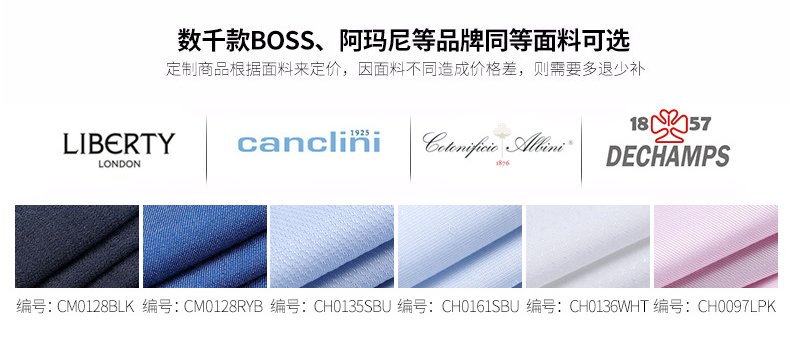 数千款BOSS、阿玛尼等品牌同等面料可选
定制商品根据面料来定价，因面料不同造成价格差，则需要多退少补
LIBERTY
LONDON
1925
canclini
Cotonificio Albini ®
1876
18 57
DECHAMPS
编号: CM0128BLK
编号: CM0128RYB
编号: CH0135SBU
编号: CH0161SBU
编号: CH0136WHT
编号: CH0097LPK